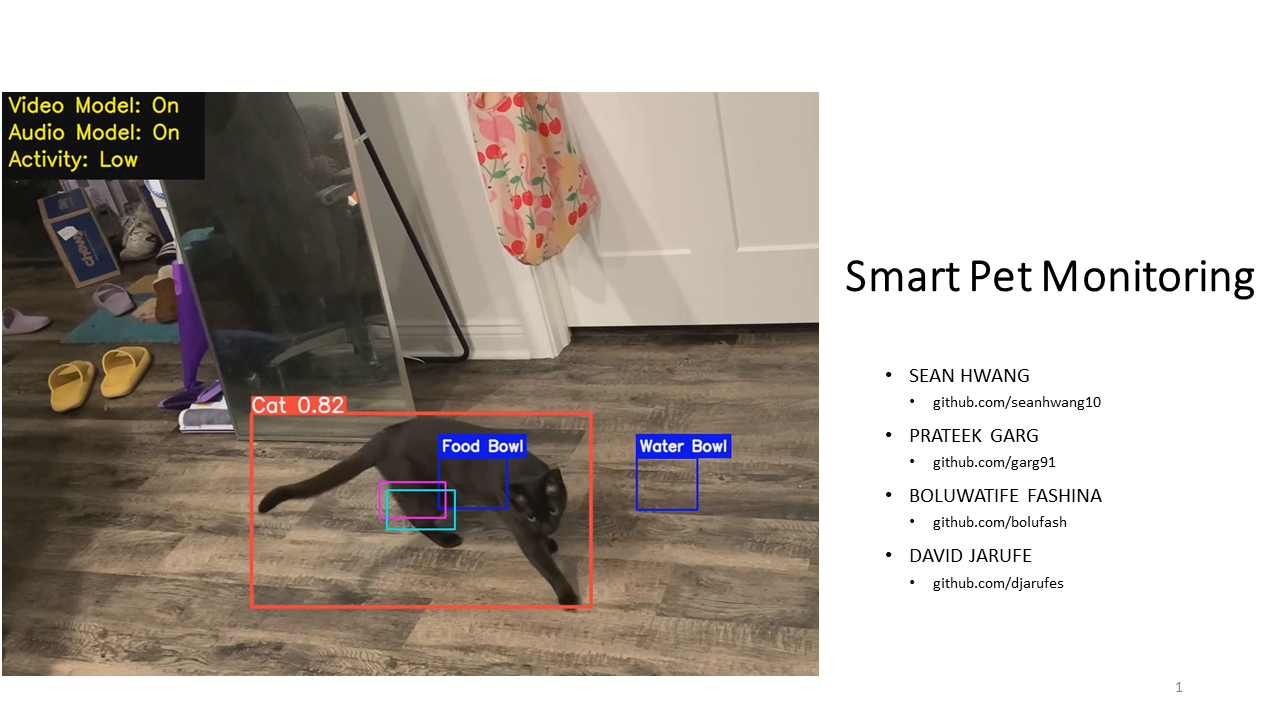 Video Model: On
Audio Model: On
Activity: Low
chewy
Cat 0.82
Food Bowl
Water Bowl
Smart Pet Monitoring
• SEAN HWANG
• github.com/seanhwang10
• PRATEEK GARG
• github.com/garg91
• BOLUWATIFE FASHINA
• github.com/bolufash
• DAVID JARUFE
• github.com/djarufes
1